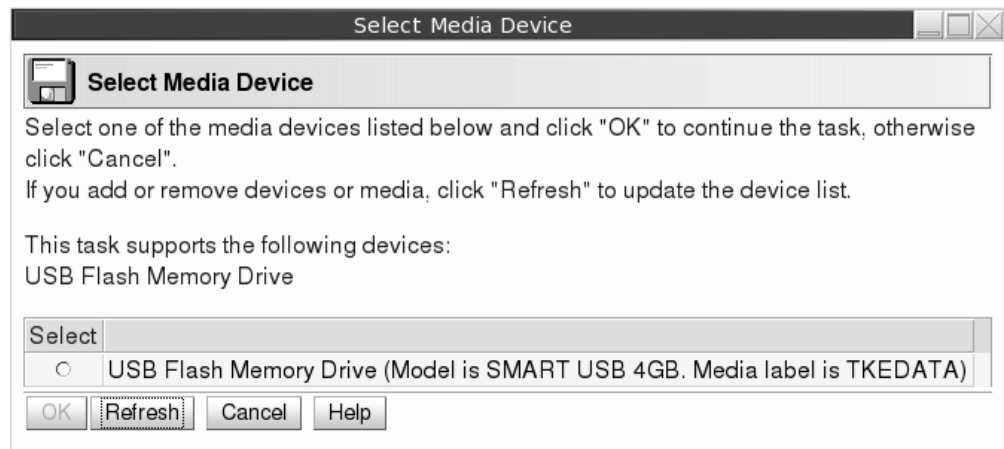 Select Media Device
Select Media Device
Select one of the media devices listed below and click "OK" to continue the task, otherwise
click "Cancel".
If you add or remove devices or media, click "Refresh" to update the device list.
This task supports the following devices:
USB Flash Memory Drive
Select
USB Flash Memory Drive (Model is SMART USB 4GB. Media label is TKEDATA)
OK Refresh Cancel Help